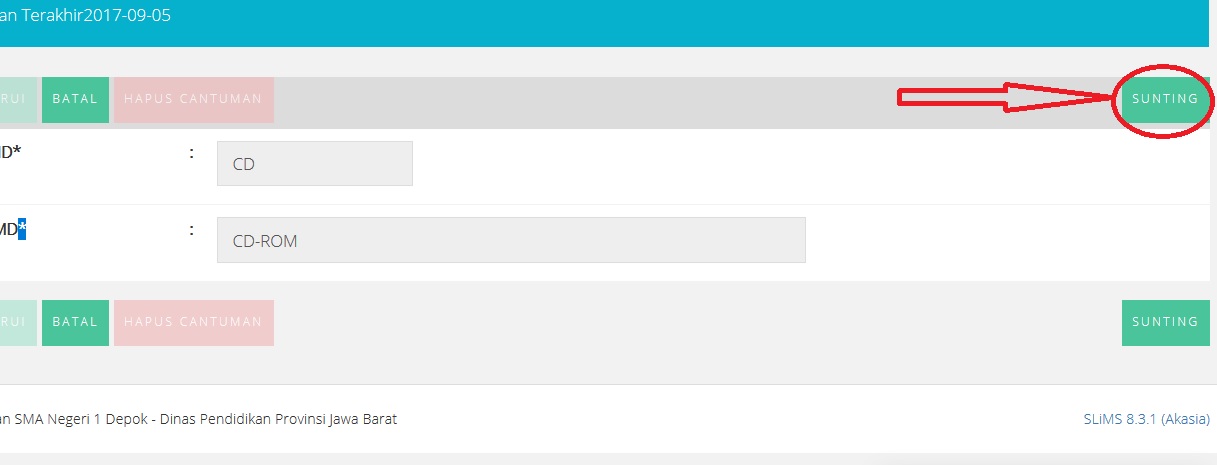 an Terakhir2017-09-05
RUI BATAL HAPUS CANTUMAN SUNTING
MD* : CD
MD* : CD-ROM
RUI BATAL HAPUS CANTUMAN SUNTING
an SMA Negeri 1 Depok - Dinas Pendidikan Provinsi Jawa Barat SLiMS 8.3.1 (Akasia)